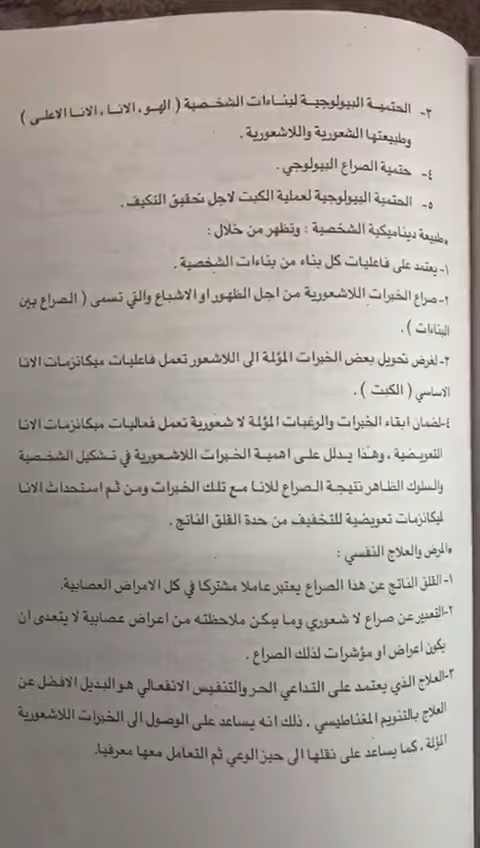 ٣- الحتمية البيولوجية لبناءات الشخصية ( الهو ، الانا ، الانا الاعلى )
وطبيعتها الشعورية واللاشعورية .
٤- حتمية الصراع البيولوجي .
٥- الحتمية البيولوجية لعملية الكبت لاجل تحقيق التكيف .
•طبيعة ديناميكية الشخصية : وتظهر من خلال :
١- يعتمد على فاعليات كل بناء من بناءات الشخصية .
٢- صراع الخبرات اللاشعورية من اجل الظهور او الاشباع والتي تسمى ( الصراع بين
البناءات ) .
٣- لغرض تحويل بعض الخبرات المؤلمة الى اللاشعور تعمل فاعليات ميكانزمات الانا
الاساسي ( الكبت ) .
٤-لضمان ابقاء الخبرات والرغبات المؤلمة لا شعورية تعمل فعاليات ميكانزمات الانا
التعويضية ، وهذا يدلل على اهمية الخبرات اللاشعورية في تشكيل الشخصية
والسلوك الظاهر نتيجة الصراع للانا مع تلك الخبرات ومن ثم استحداث الانا
لميكانزمات تعويضية للتخفيف من حدة القلق الناتج .
•المرض والعلاج النفسي :
١- القلق الناتج عن هذا الصراع يعتبر عاملا مشتركا في كل الامراض العصابية.
٢-التعبير عن صراع لا شعوري وما يمكن ملاحظته من اعراض عصابية لا يتعدى ان
يكون اعراض او مؤشرات لذلك الصراع .
٣-العلاج الذي يعتمد على التداعي الحر والتنفيس الانفعالي هو البديل الافضل عن
العلاج بالتنويم المغناطيسي ، ذلك انه يساعد على الوصول الى الخبرات اللاشعورية
المؤلة ، كما يساعد على نقلها الى حيز الوعي ثم التعامل معها معرفيا.